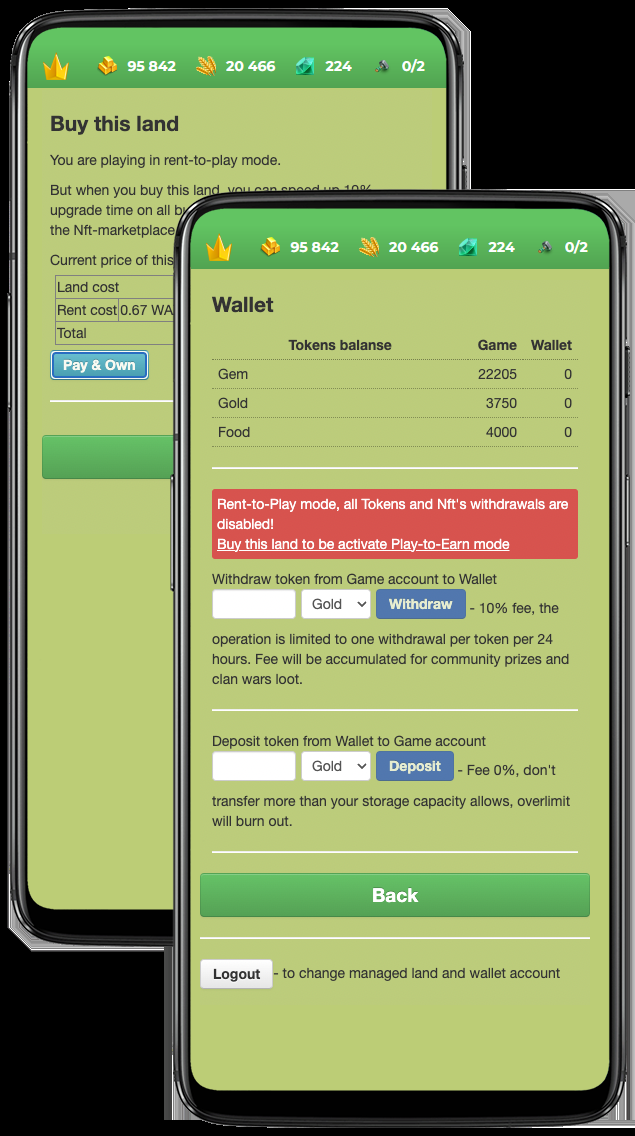 95 842 20 466 224 0/2
Buy this land
You are playing in rent-to-play mode.
But when you buy this land, you can speed up 10%
upgrade time on all
the Nft-marketplace
Current price of this
Land cost
Rent cost 0.67 WA
Total
Pay & Own
95 842 20 466 224 0/2
Wallet
Tokens balanse Game Wallet
Gem 22205 0
Gold 3750 0
Food 4000 0
Rent-to-Play mode, all Tokens and Nft's withdrawals are
disabled!
Buy this land to be activate Play-to-Earn mode
Withdraw token from Game account to Wallet
Gold Withdraw - 10% fee, the
operation is limited to one withdrawal per token per 24
hours. Fee will be accumulated for community prizes and
clan wars loot.
Deposit token from Wallet to Game account
Gold Deposit - Fee 0%, don't
transfer more than your storage capacity allows, overlimit
will burn out.
Back
Logout - to change managed land and wallet account